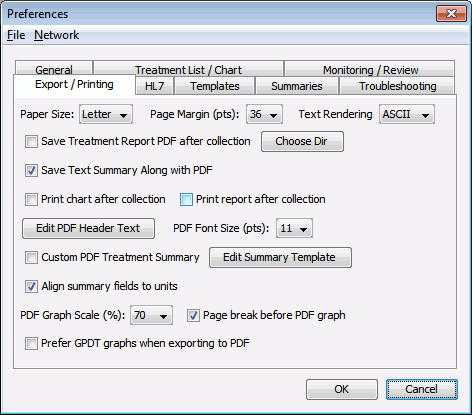 Preferences
File Network
General Treatment List / Chart Monitoring / Review
Export / Printing HL7 Templates Summaries Troubleshooting
Paper Size: Letter Page Margin (pts): 36 Text Rendering ASCII
Save Treatment Report PDF after collection Choose Dir
Save Text Summary Along with PDF
Print chart after collection Print report after collection
Edit PDF Header Text PDF Font Size (pts): 11
Custom PDF Treatment Summary Edit Summary Template
Align summary fields to units
PDF Graph Scale (%): 70 Page break before PDF graph
Prefer GPDT graphs when exporting to PDF
OK Cancel